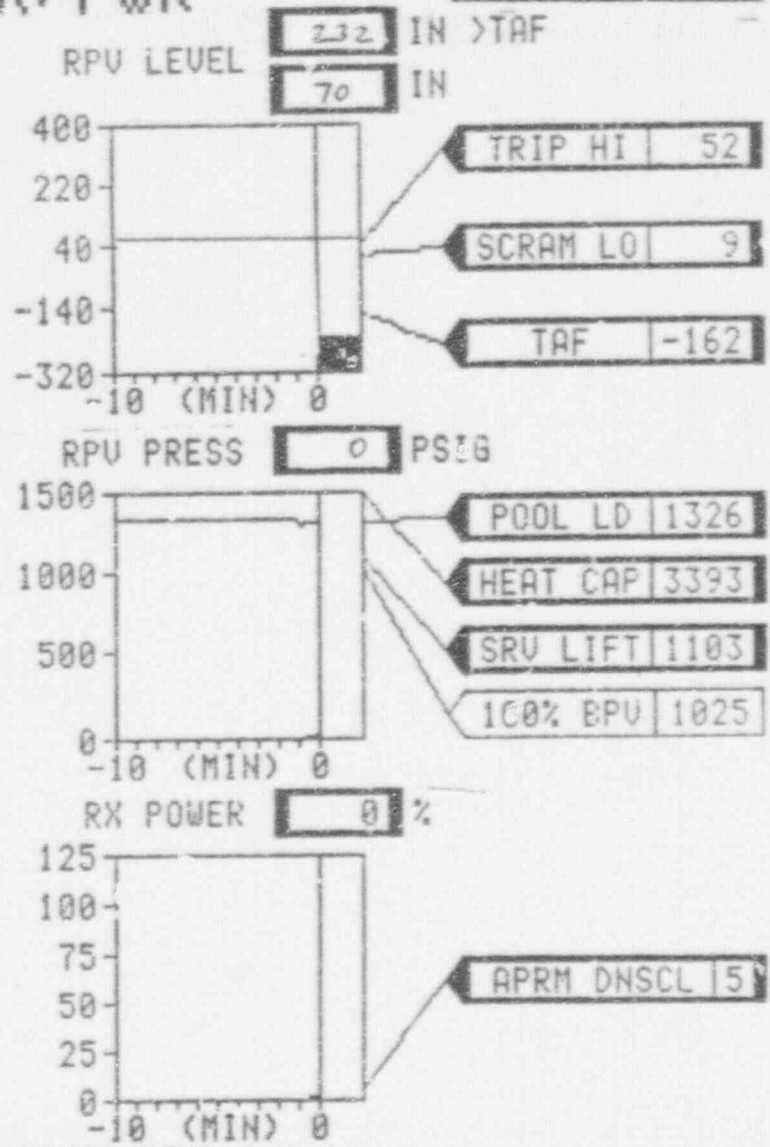 232 IN >TAF
RPV LEVEL
70 IN
400
220
40
-140
-320
-10 (MIN) 0
TRIP HI 52
SCRAM LO 9
TAF -162
RPV PRESS 0 PSIG
1500
1000
500
0
-10 (MIN) 0
POOL LD 1326
HEAT CAP 3393
SRV LIFT 1103
100% BPV 1025
RX POWER 0 %
125
100
75
50
25
0
-10 (MIN) 0
APRM DNSCL 5